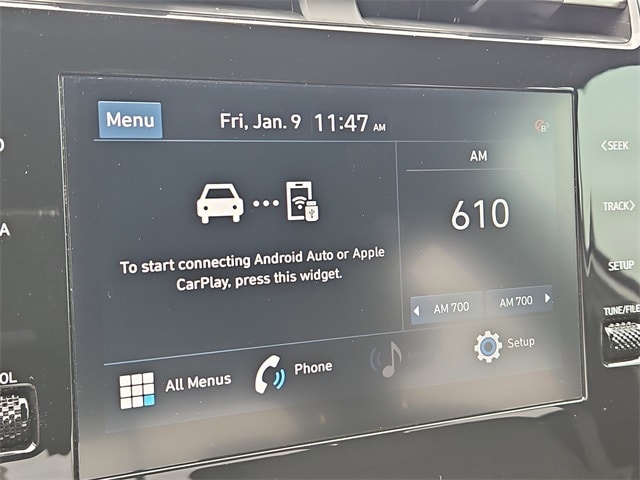 Menu
Fri, Jan. 9 11:47 AM
AM
610
To start connecting Android Auto or Apple
CarPlay, press this widget.
AM 700
AM 700
All Menus
Phone
Setup
SEEK
TRACK
SETUP
TUNE/FILE